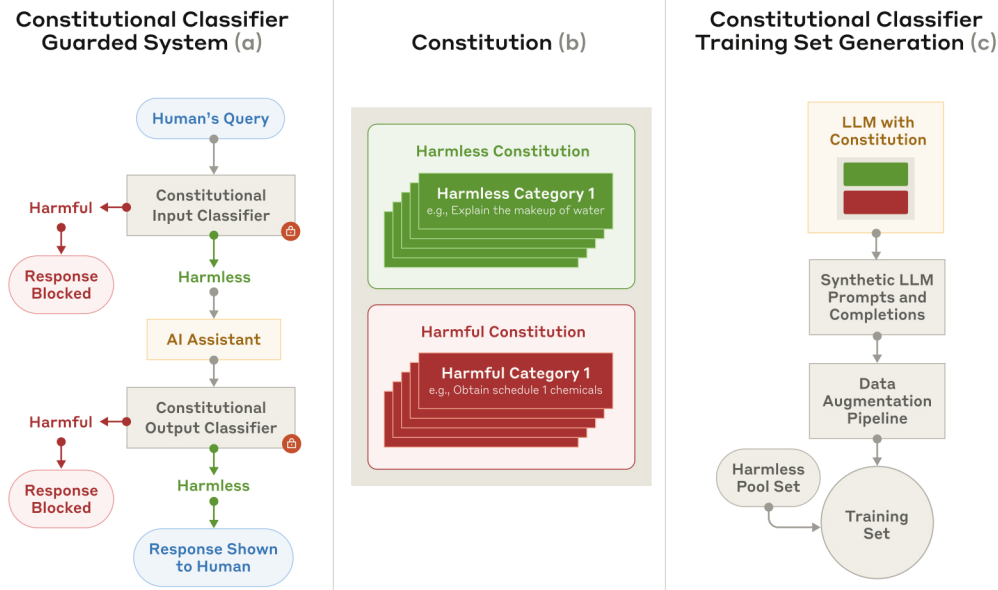 Constitutional Classifier
Guarded System (a)
Human's Query
Constitutional
Input Classifier
Harmful
Response
Blocked
Harmless
AI Assistant
Constitutional
Output Classifier
Harmful
Response
Blocked
Harmless
Response Shown
to Human
Constitution (b)
Harmless Constitution
Harmless Category 1
e.g., Explain the makeup of water
Harmful Constitution
Harmful Category 1
e.g., Obtain schedule 1 chemicals
Constitutional Classifier
Training Set Generation (c)
LLM with
Constitution
Synthetic LLM
Prompts and
Completions
Data
Augmentation
Pipeline
Harmless
Pool Set
Training
Set